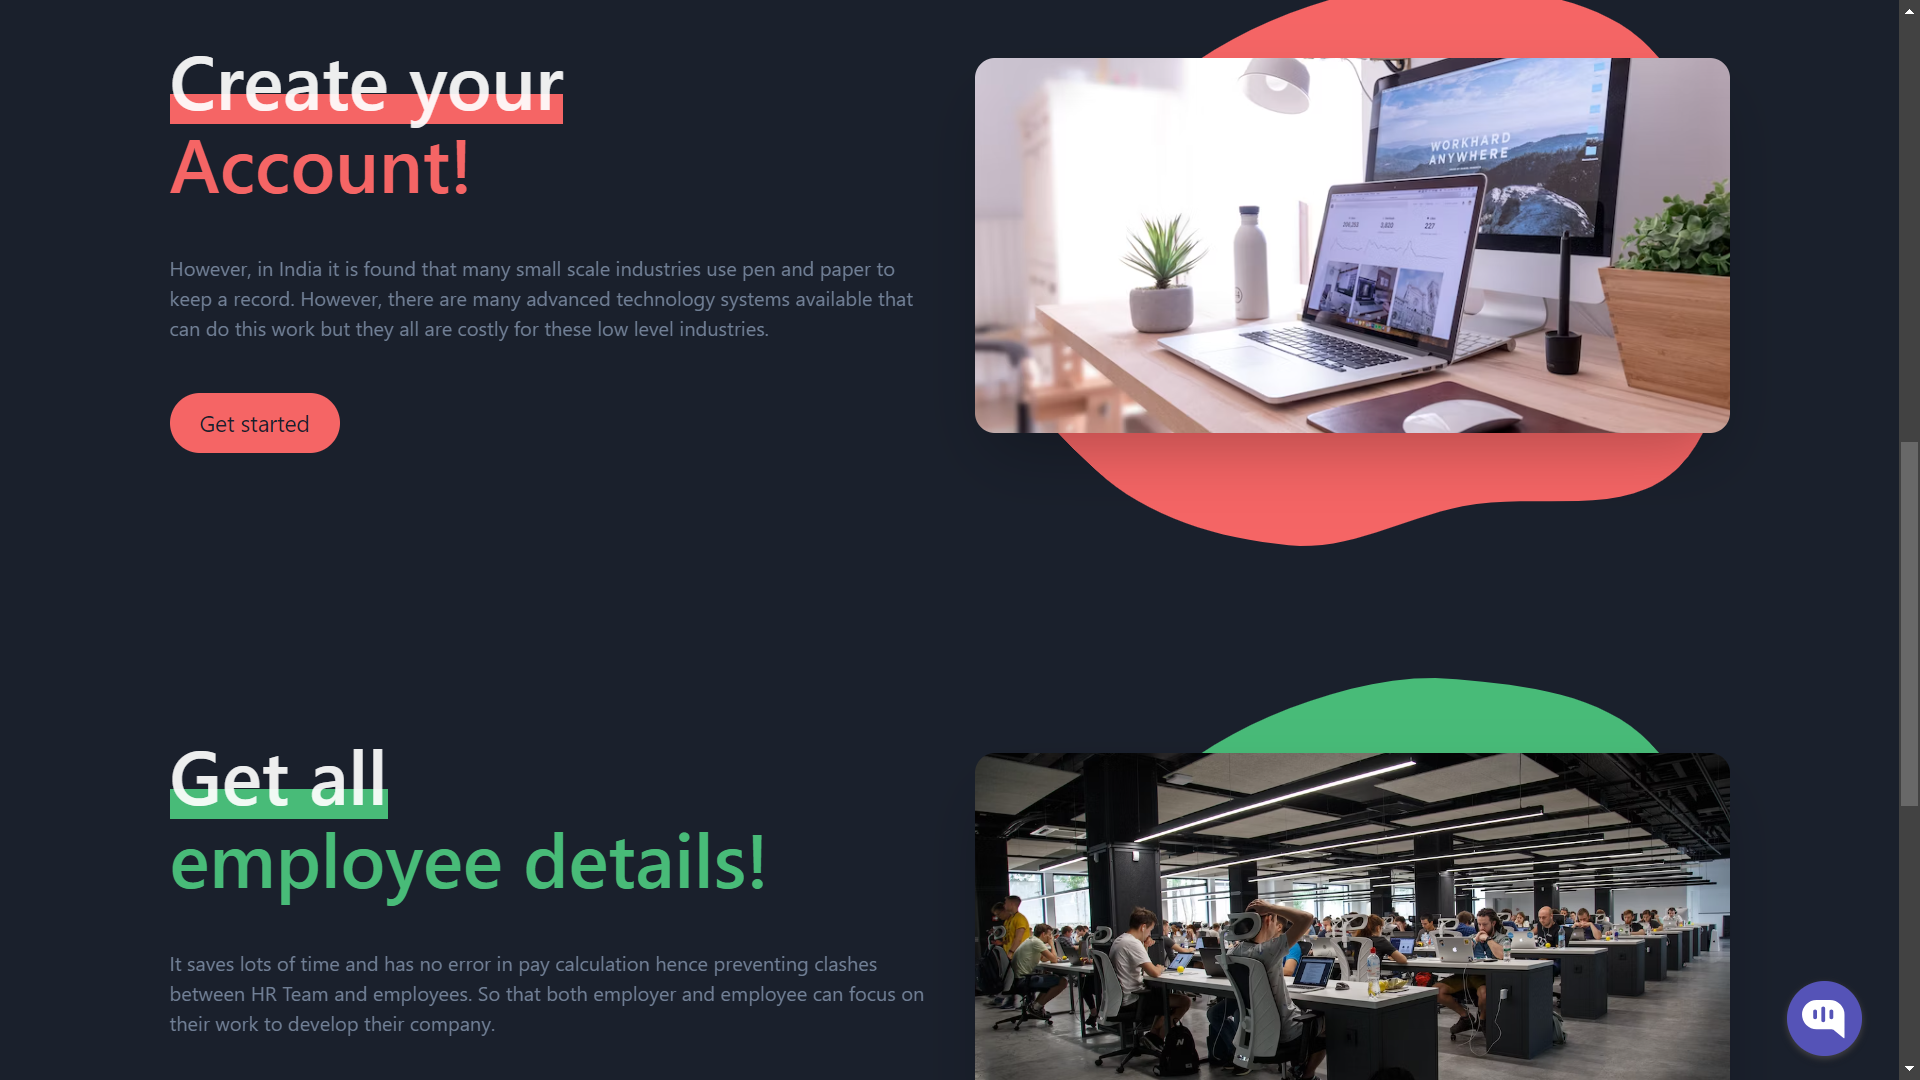 Create your
Account!
However, in India it is found that many small scale industries use pen and paper to
keep a record. However, there are many advanced technology systems available that
can do this work but they all are costly for these low level industries.
Get started
WORKHARD
ANYWHERE
Get all
employee details!
It saves lots of time and has no error in pay calculation hence preventing clashes
between HR Team and employees. So that both employer and employee can focus on
their work to develop their company.